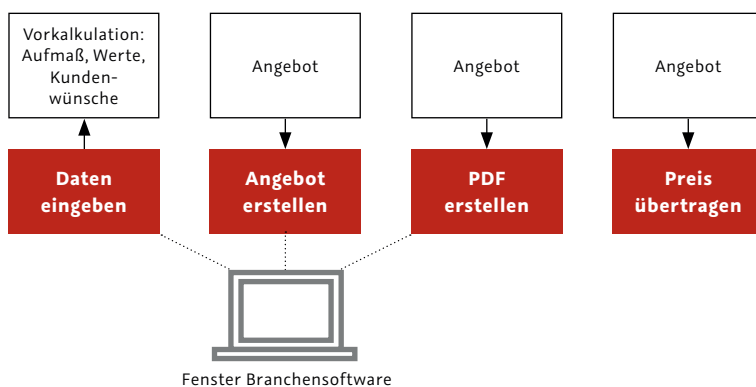 Vorkalkulation:
Aufmaß, Werte,
Kunden-
wünsche
Angebot
Angebot
Angebot
Daten
eingeben
Angebot
erstellen
PDF
erstellen
Preis
übertragen
Fenster Branchensoftware